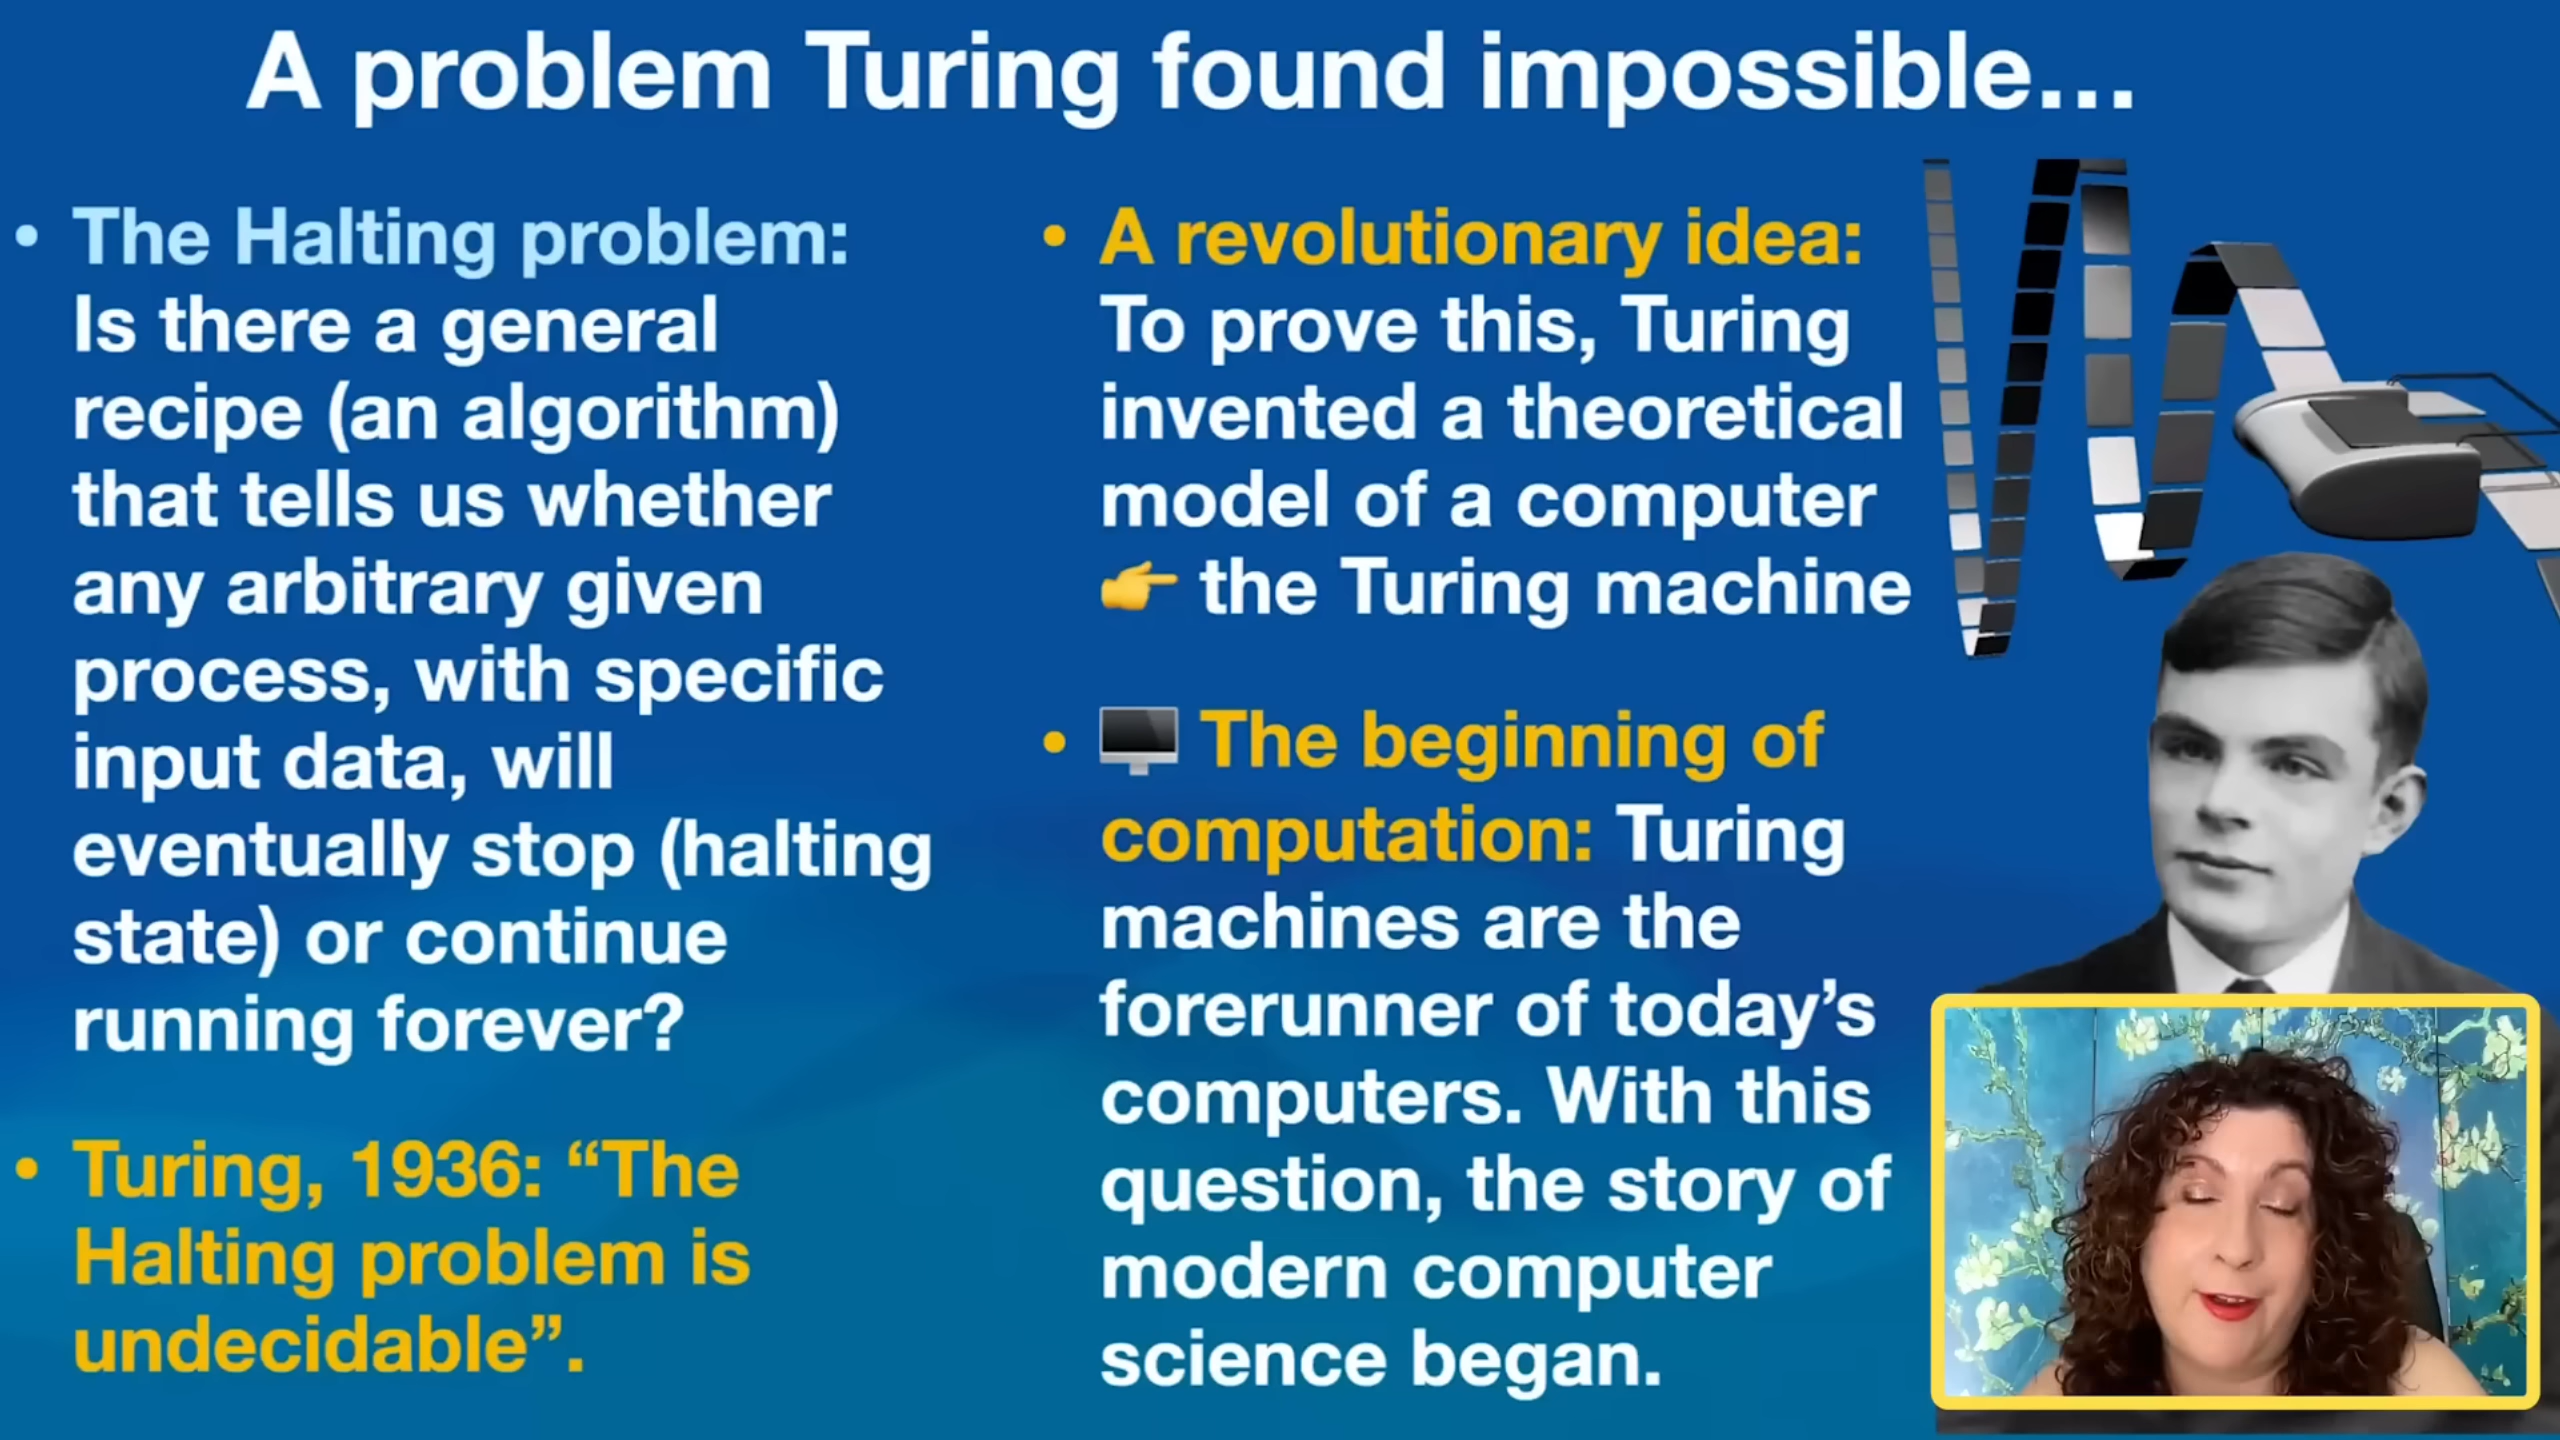 A problem Turing found impossible…
• The Halting problem:
Is there a general
recipe (an algorithm)
that tells us whether
any arbitrary given
process, with specific
input data, will
eventually stop (halting
state) or continue
running forever?
• Turing, 1936: “The
Halting problem is
undecidable”.
• A revolutionary idea:
To prove this, Turing
invented a theoretical
model of a computer
👉 the Turing machine
• 🖥️ The beginning of
computation: Turing
machines are the
forerunner of today’s
computers. With this
question, the story of
modern computer
science began.